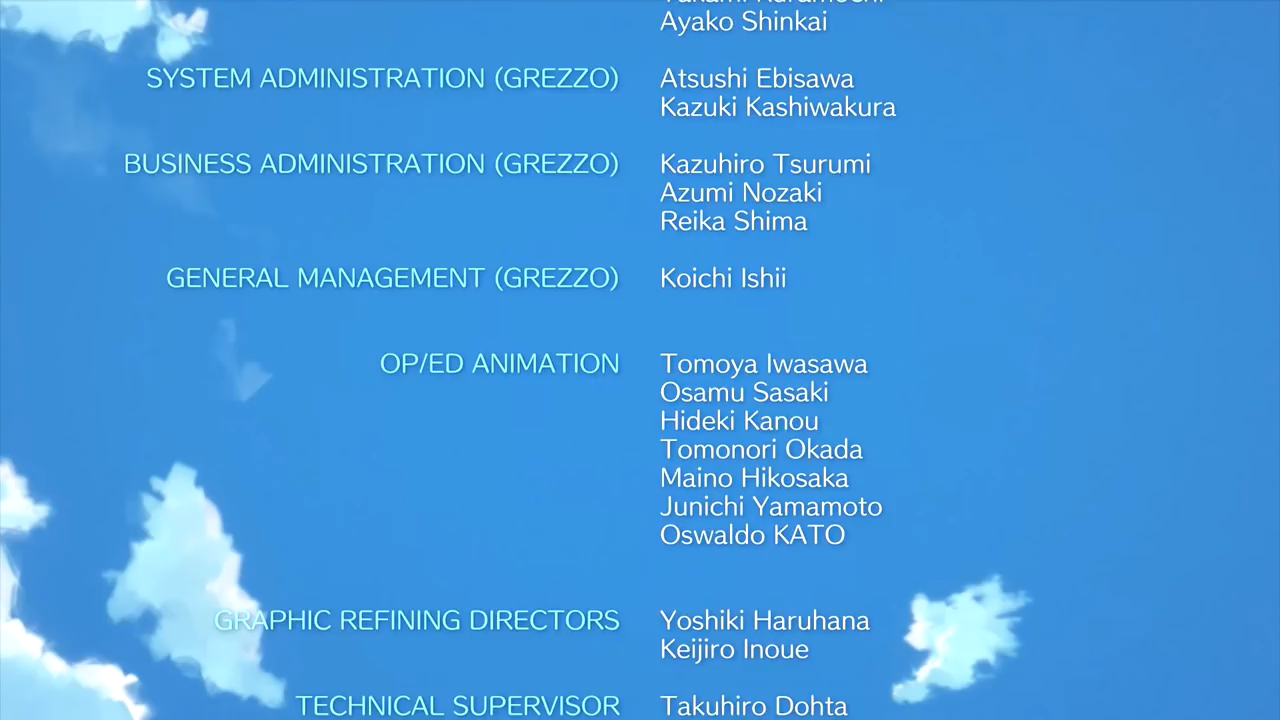 Ayako Shinkai
SYSTEM ADMINISTRATION (GREZZO) Atsushi Ebisawa
Kazuki Kashiwakura
BUSINESS ADMINISTRATION (GREZZO) Kazuhiro Tsurumi
Azumi Nozaki
Reika Shima
GENERAL MANAGEMENT (GREZZO) Koichi Ishii
OP/ED ANIMATION Tomoya Iwasawa
Osamu Sasaki
Hideki Kanou
Tomonori Okada
Maino Hikosaka
Junichi Yamamoto
Oswaldo KATO
GRAPHIC REFINING DIRECTORS Yoshiki Haruhana
Keijiro Inoue
TECHNICAL SUPERVISOR Takuhiro Dohta